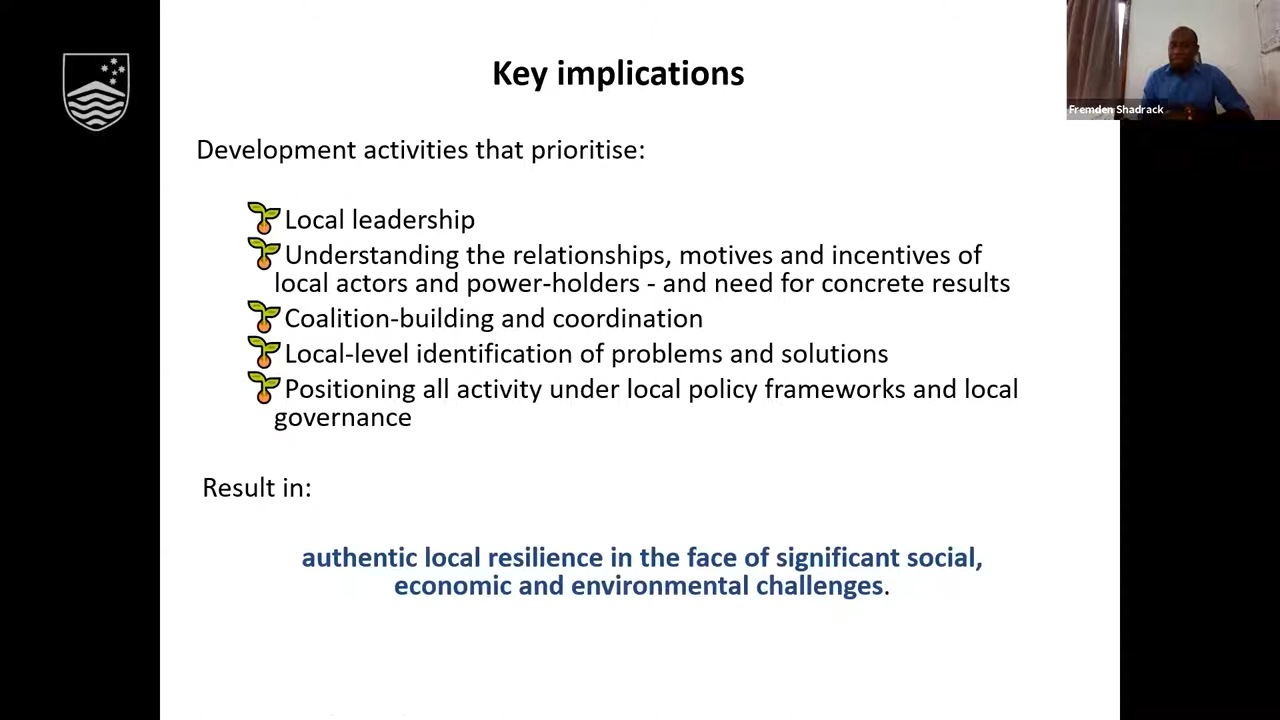 Key implications
Fremden Shadrack
Development activities that prioritise:
Local leadership
Understanding the relationships, motives and incentives of
local actors and power-holders - and need for concrete results
Coalition-building and coordination
Local-level identification of problems and solutions
Positioning all activity under local policy frameworks and local
governance
Result in:
authentic local resilience in the face of significant social,
economic and environmental challenges.